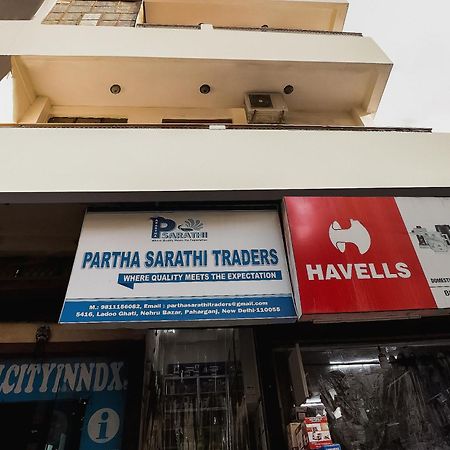 P
SARATHI
PARTHA SARATHI TRADERS
WHERE QUALITY MEETS THE EXPECTATION
M.: 9811156062, Email : parthasarathitraders@gmail.com
5416, Ladoo Ghati, Nehru Bazar, Paharganj, New Delhi-110055
HAVELLS
CITYINNDX.
i